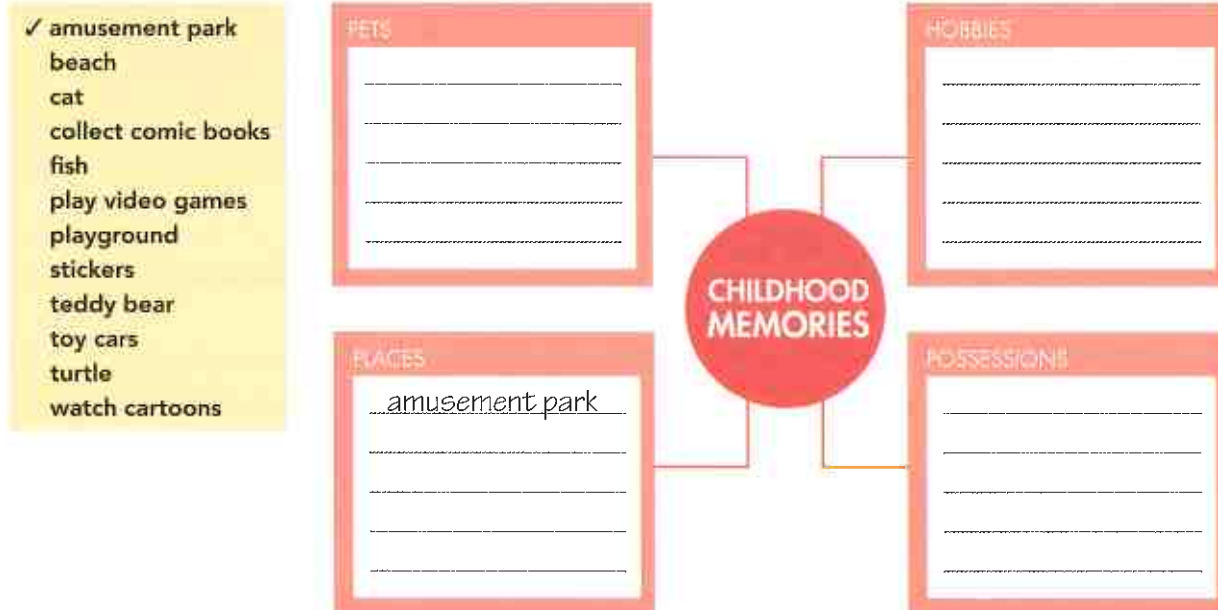 ✓ amusement park
beach
cat
collect comic books
fish
play video games
playground
stickers
teddy bear
toy cars
turtle
watch cartoons
PETS
HOBBIES
CHILDHOOD
MEMORIES
PLACES
amusement park
POSSESSIONS